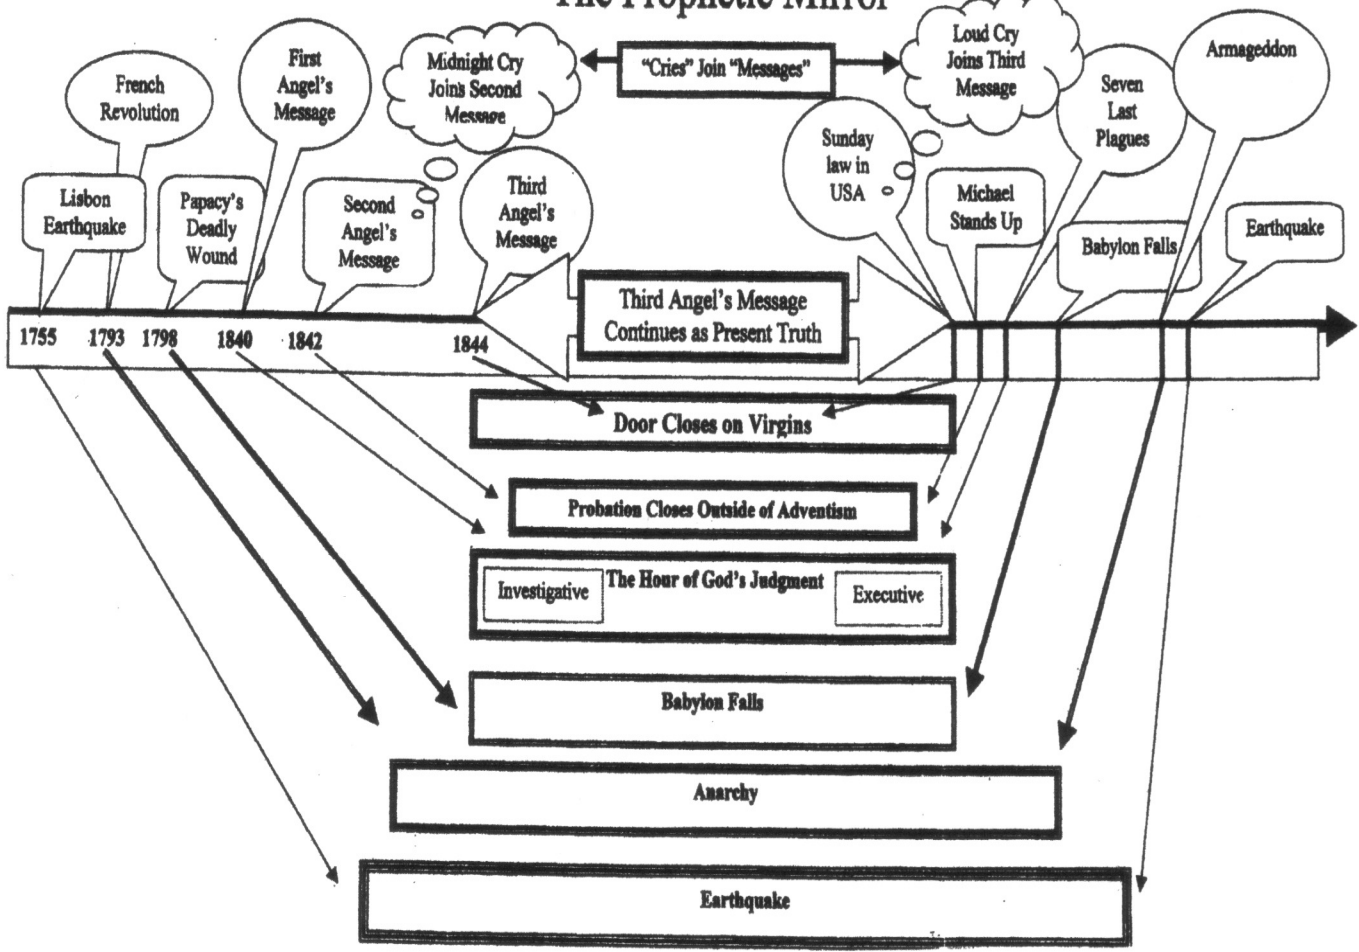 The Prophetic Mirror
"Cries" Join "Messages"
French
Revolution
First
Angel's
Message
Midnight Cry
Joins Second
Message
Loud Cry
Joins Third
Message
Seven
Last
Plagues
Armageddon
Lisbon
Earthquake
Papacy's
Deadly
Wound
Second
Angel's
Message
Third
Angel's
Message
Sunday
law in
USA
Michael
Stands Up
Babylon Falls
Earthquake
Third Angel's Message
Continues as Present Truth
1755
1793
1798
1840
1842
1844
Door Closes on Virgins
Probation Closes Outside of Adventism
The Hour of God's Judgment
Investigative
Executive
Babylon Falls
Anarchy
Earthquake